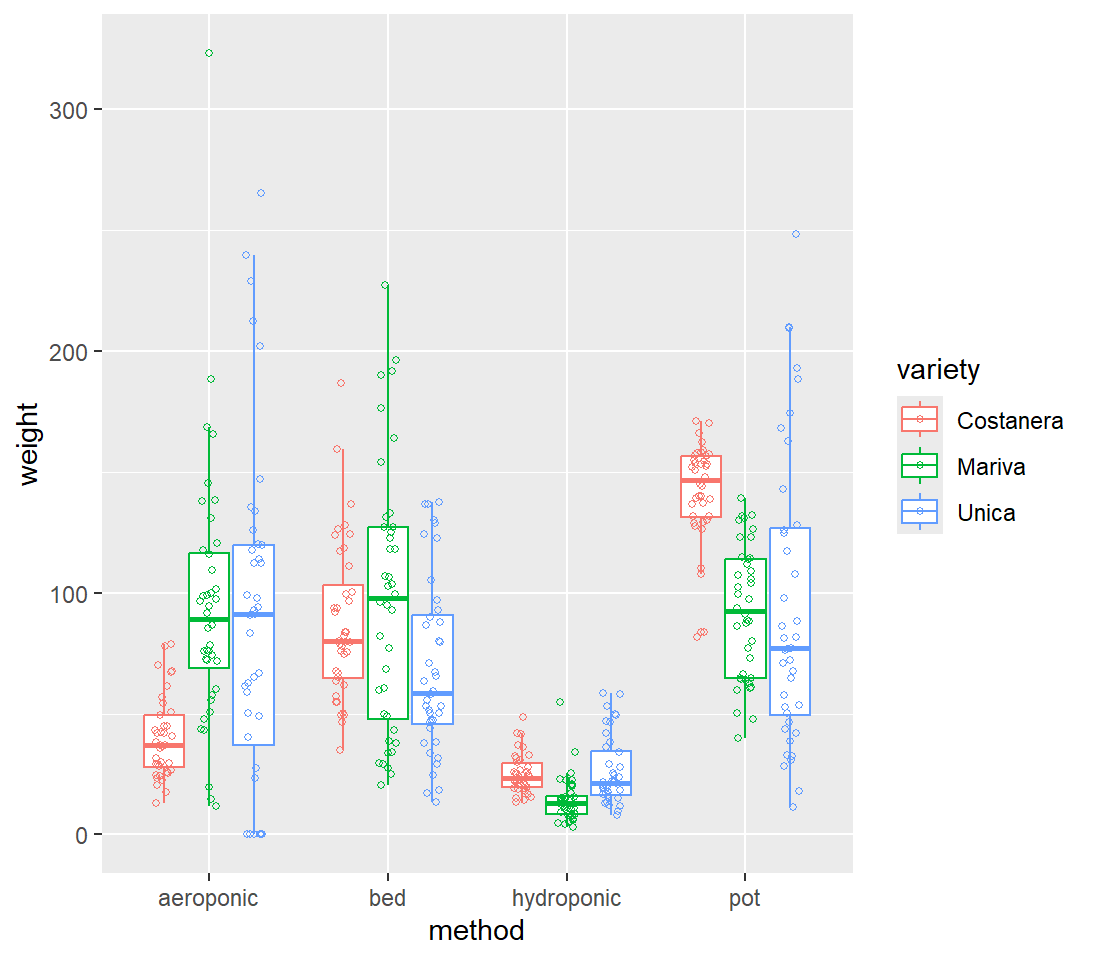 300
200
100
0
weight
aeroponic bed hydroponic pot
method
variety
Costanera
Mariva
Unica